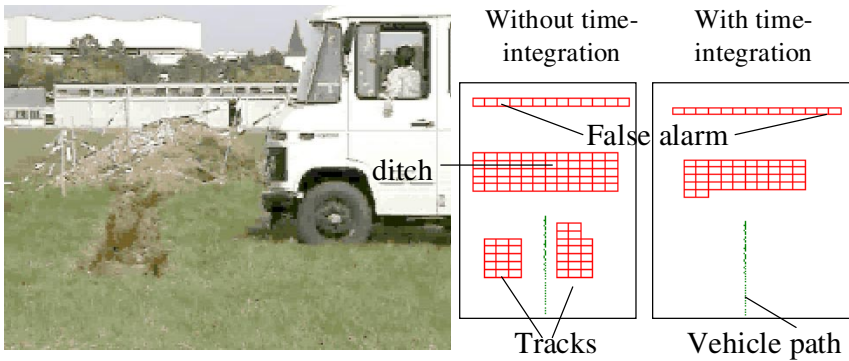 Without time-
integration
With time-
integration
False alarm
ditch
Tracks
Vehicle path